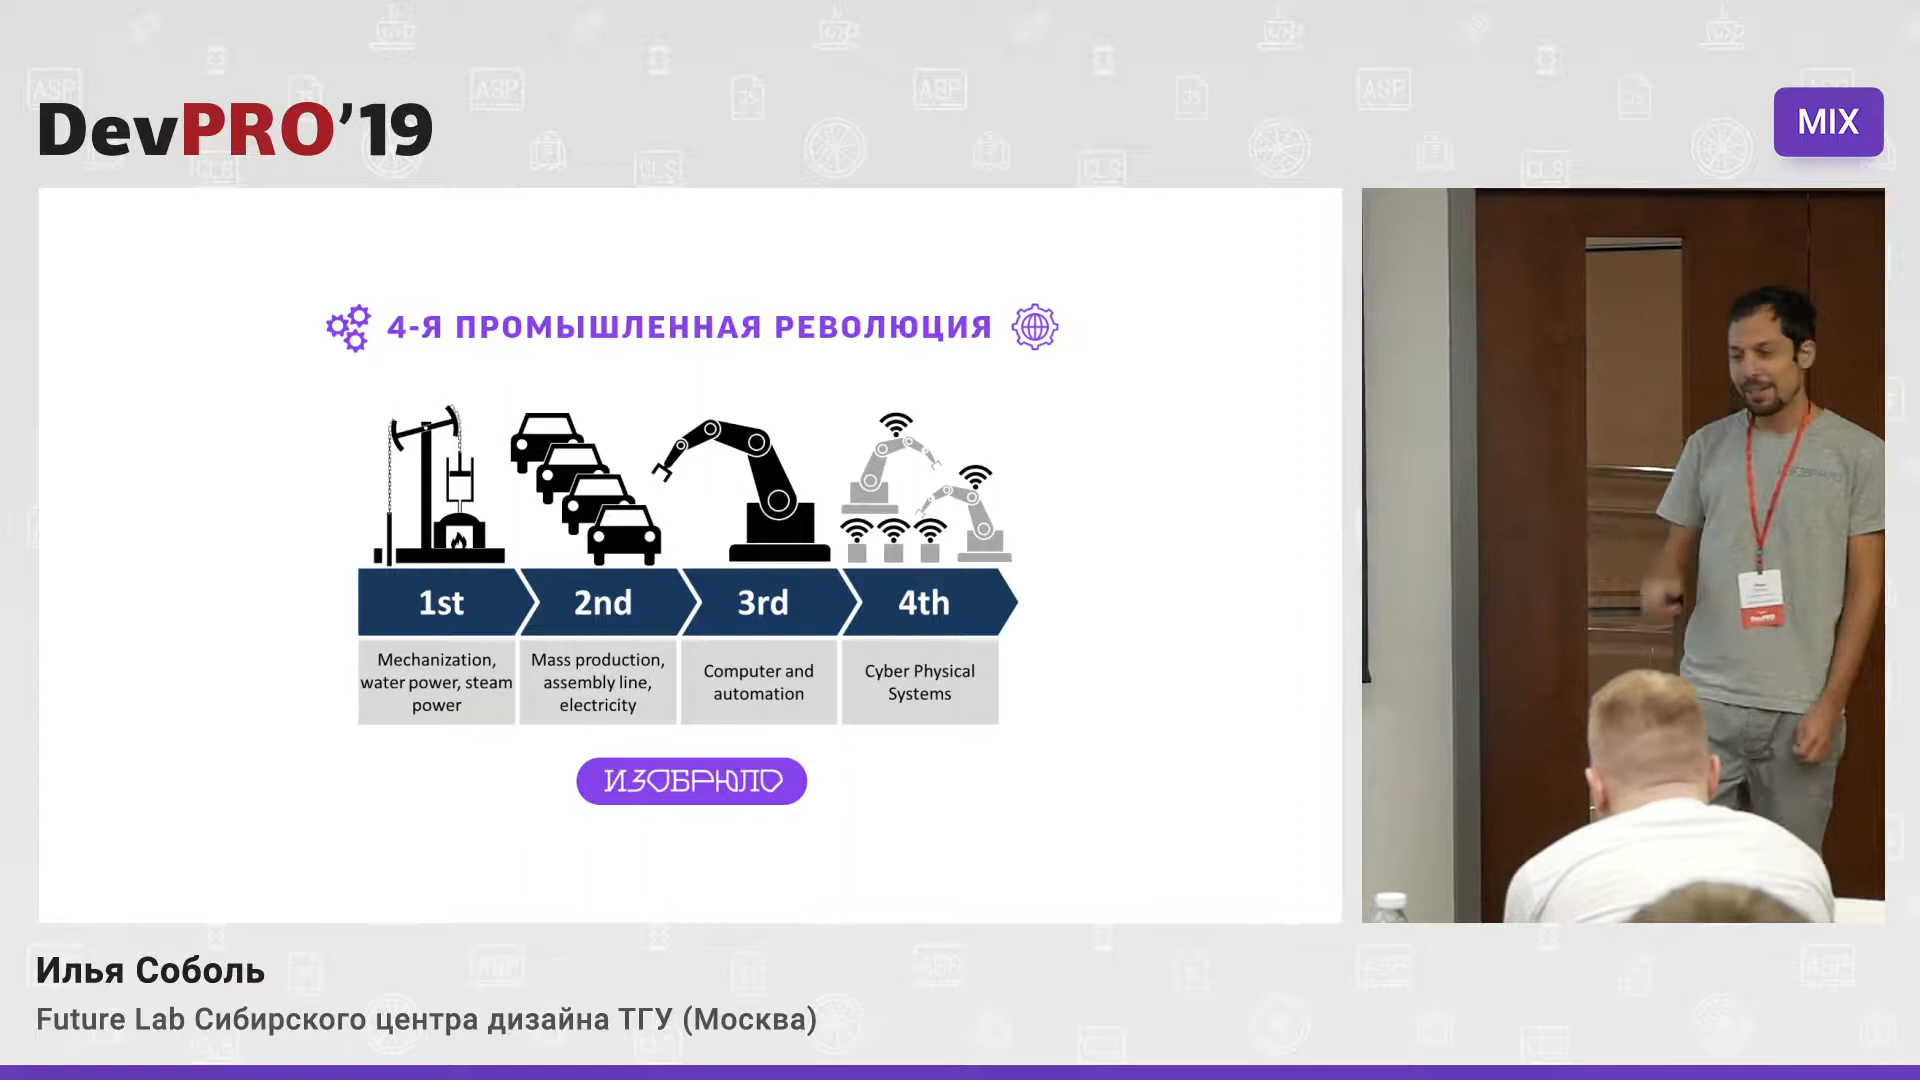 DevPRO’19
MIX
4-Я ПРОМЫШЛЕННАЯ РЕВОЛЮЦИЯ
1st
2nd
3rd
4th
Mechanization,
water power, steam
power
Mass production,
assembly line,
electricity
Computer and
automation
Cyber Physical
Systems
ИЗОБРЮЛО
Илья Соболь
Future Lab Сибирского центра дизайна ТГУ (Москва)